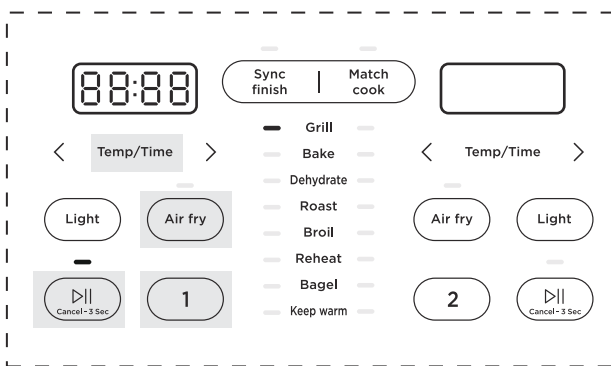 88:88
Sync finish
Match cook
Grill
< Temp/Time >
Bake
< Temp/Time >
Dehydrate
Light
Air fry
Roast
Air fry
Light
Broil
Reheat
Bagel
Cancel-3 Sec
1
2
Cancel-3 Sec
Keep warm